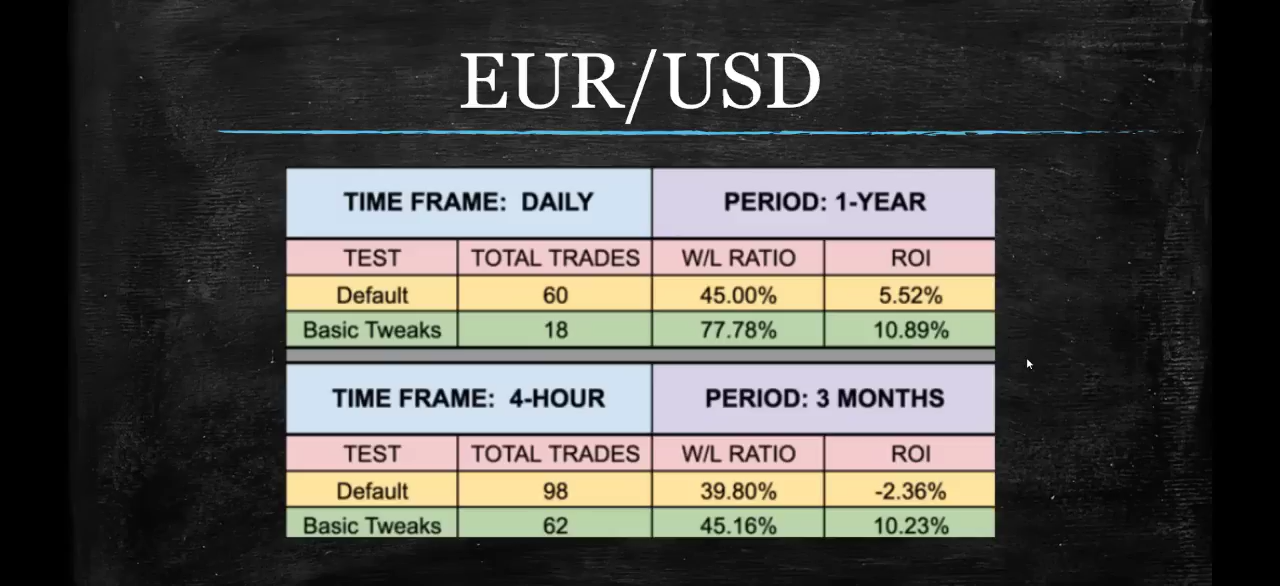 EUR/USD
TIME FRAME: DAILY PERIOD: 1-YEAR
TEST TOTAL TRADES W/L RATIO ROI
Default 60 45.00% 5.52%
Basic Tweaks 18 77.78% 10.89%
TIME FRAME: 4-HOUR PERIOD: 3 MONTHS
TEST TOTAL TRADES W/L RATIO ROI
Default 98 39.80% -2.36%
Basic Tweaks 62 45.16% 10.23%